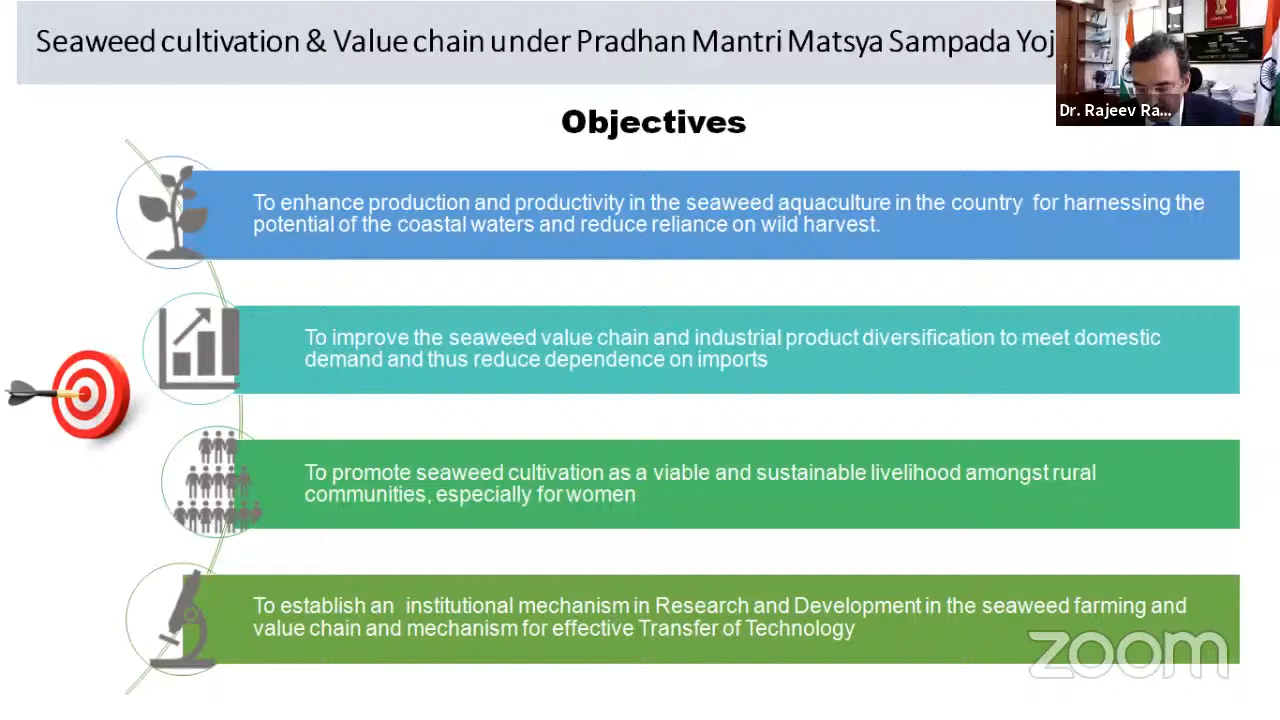 Seaweed cultivation & Value chain under Pradhan Mantri Matsya Sampada Yoj
Dr. Rajeev Ra...
Objectives
To enhance production and productivity in the seaweed aquaculture in the country for harnessing the
potential of the coastal waters and reduce reliance on wild harvest.
To improve the seaweed value chain and industrial product diversification to meet domestic
demand and thus reduce dependence on imports
To promote seaweed cultivation as a viable and sustainable livelihood amongst rural
communities, especially for women
To establish an institutional mechanism in Research and Development in the seaweed farming and
value chain and mechanism for effective Transfer of Technology
zoom